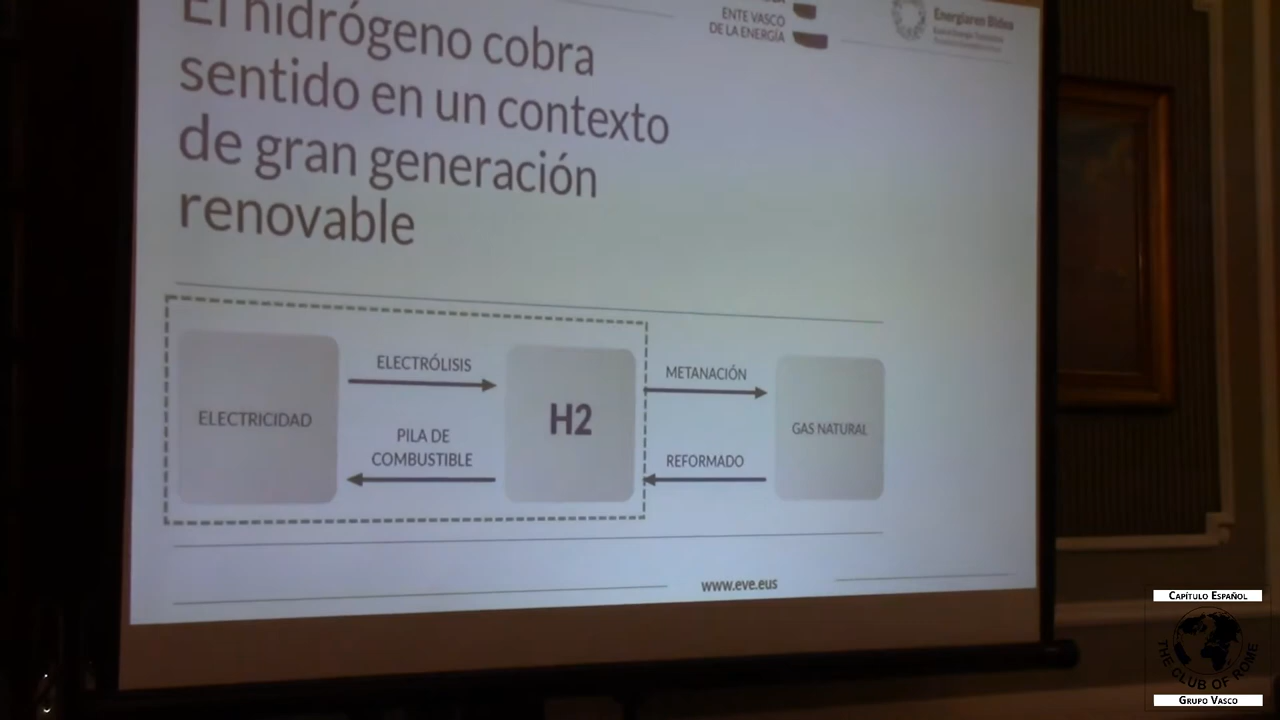 El hidrógeno cobra
sentido en un contexto
de gran generación
renovable
ENTE VASCO
DE LA ENERGÍA
Energiaren Bidea
ELECTRICIDAD
ELECTRÓLISIS
PILA DE
COMBUSTIBLE
H2
METANACIÓN
REFORMADO
GAS NATURAL
www.eve.eus
CAPÍTULO ESPAÑOL
THE CLUB OF ROME
GRUPO VASCO